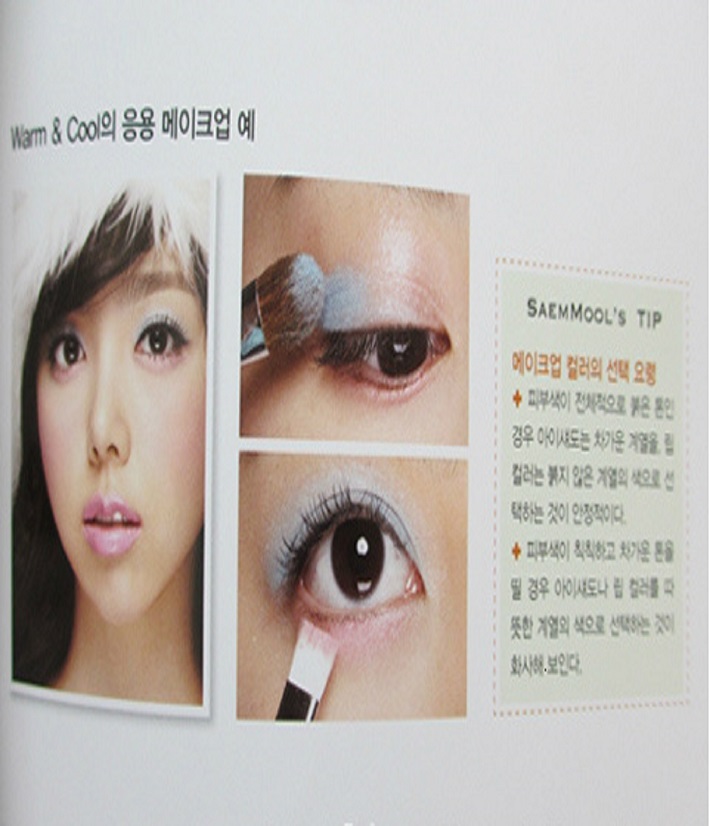 Warm & Cool의 응용 메이크업 예
SAEMMOOL'S TIP
메이크업 컬러의 선택 요령
+ 피부색이 전체적으로 붉은 톤인
경우 아이섀도는 차가운 계열을, 립
컬러는 붉지 않은 계열의 색으로 선
택하는 것이 안정적이다.
+ 피부색이 칙칙하고 차가운 톤을
띨 경우 아이섀도나 립 컬러를 따
뜻한 계열의 색으로 선택하는 것이
화사해 보인다.